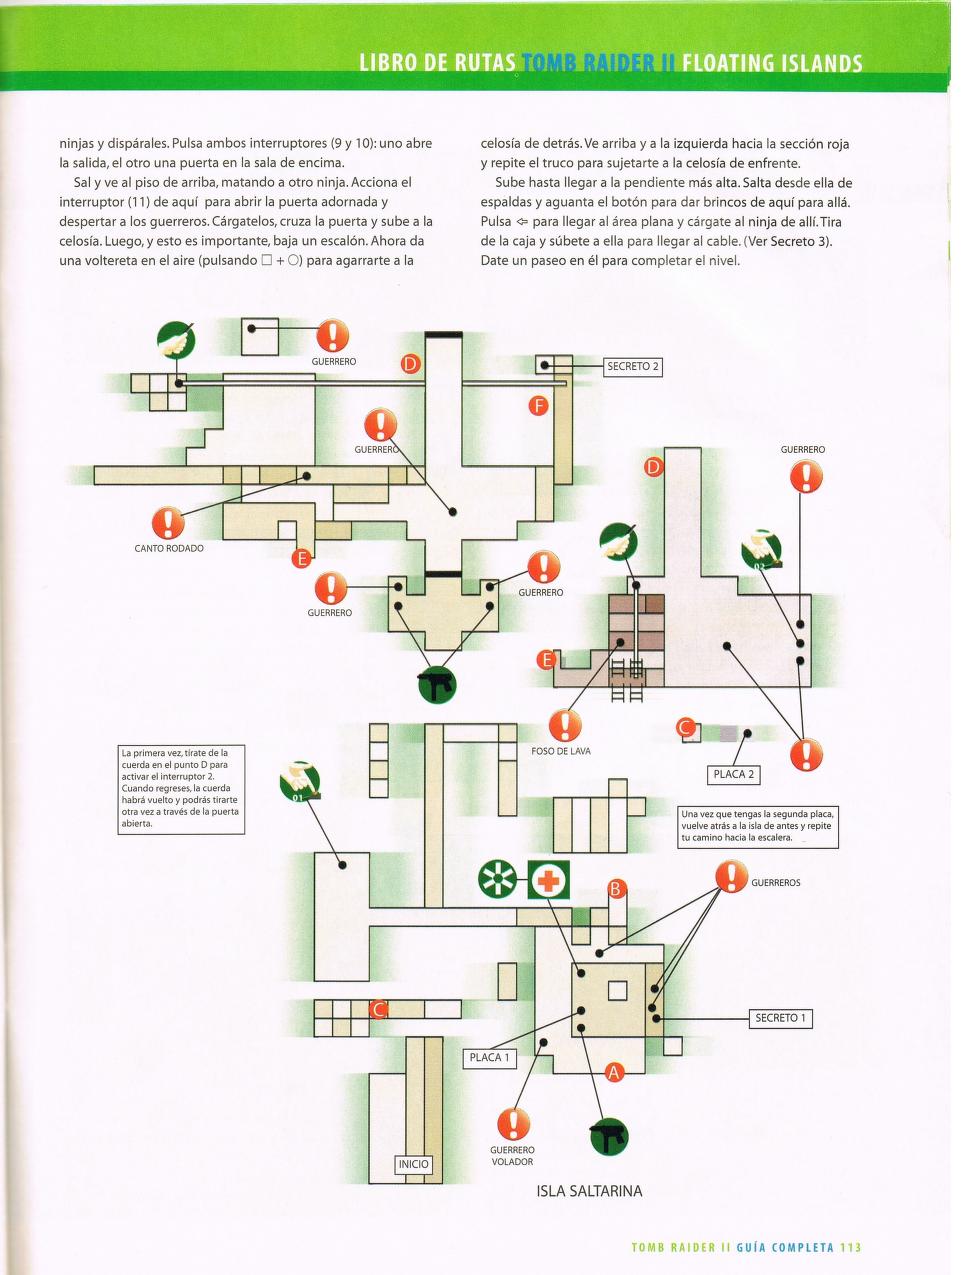 LIBRO DE RUTAS TOMB RAIDER II FLOATING ISLANDS
ninjas y dispárales. Pulsa ambos interruptores (9 y 10): uno abre
la salida, el otro una puerta en la sala de encima.
Sal y ve al piso de arriba, matando a otro ninja. Acciona el
interruptor (11) de aquí para abrir la puerta adornada y
despertar a los guerreros. Cárgatelos, cruza la puerta y sube a la
celosía. Luego, y esto es importante, baja un escalón. Ahora da
una voltereta en el aire (pulsando □ + ○) para agarrarte a la
celosía de detrás. Ve arriba y a la izquierda hacia la sección roja
y repite el truco para sujetarte a la celosía de enfrente.
Sube hasta llegar a la pendiente más alta. Salta desde ella de
espaldas y aguanta el botón para dar brincos de aquí para allá.
Pulsa ⇦ para llegar al área plana y cárgate al ninja de allí. Tira
de la caja y súbete a ella para llegar al cable. (Ver Secreto 3).
Date un paseo en él para completar el nivel.
GUERRERO
D
SECRETO 2
F
GUERRERO
D
GUERRERO
CANTO RODADO
E
GUERRERO
GUERRERO
02
E
FOSO DE LAVA
C
PLACA 2
La primera vez, tírate de la
cuerda en el punto D para
activar el interruptor 2.
Cuando regreses, la cuerda
habrá vuelto y podrás tirarte
otra vez a través de la puerta
abierta.
01
Una vez que tengas la segunda placa,
vuelve atrás a la isla de antes y repite
tu camino hacia la escalera.
B
GUERREROS
C
SECRETO 1
PLACA 1
A
GUERRERO
VOLADOR
INICIO
ISLA SALTARINA
TOMB RAIDER II GUÍA COMPLETA 113